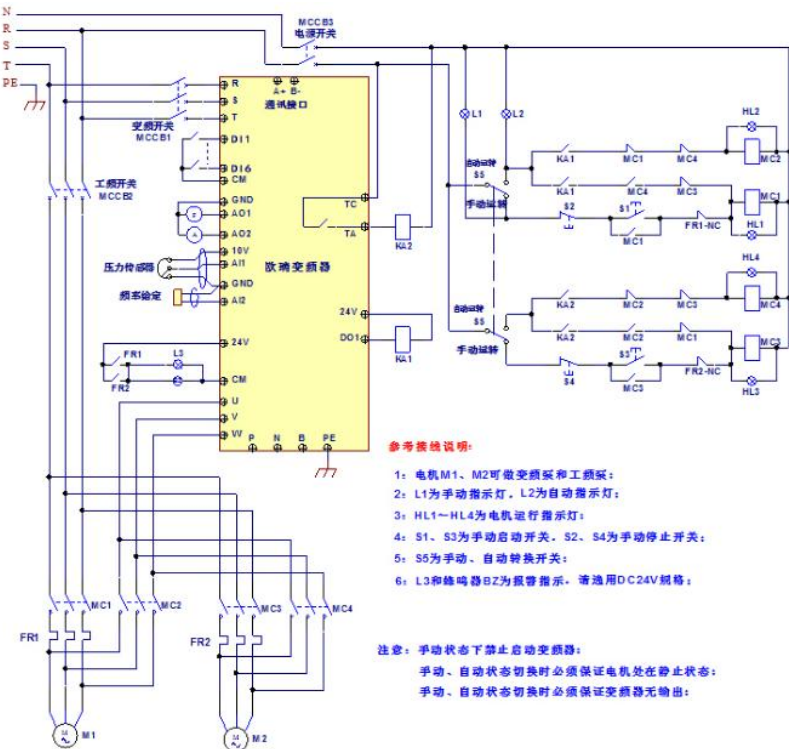 N
R
S
T
PE
MCCB3
电源开关
变频开关
MCCB1
工频开关
MCCB2
R
S
T
A+ B-
通讯接口
DI1
DI6
CM
GND
AO1
AO2
10V
AI1
GND
AI2
24V
CM
U
V
W
P N B PE
TC
TA
24V
DO1
欧瑞变频器
F
A
压力传感器
频率给定
FR1
FR2
L3
KA2
KA1
L1
L2
自动运转
S5
手动运转
KA1 MC1 MC4
HL2
MC2
KA1 MC4 MC3
MC1
S2
S1
MC1
FR1-NC
HL1
自动运转
S5
手动运转
KA2 MC2 MC3
HL4
MC4
KA2 MC2 MC1
MC3
S4
S3
MC3
FR2-NC
HL3
参考接线说明:
1: 电机M1、M2可做变频泵和工频泵;
2: L1为手动指示灯, L2为自动指示灯;
3: HL1～HL4为电机运行指示灯;
4: S1、S3为手动启动开关, S2、S4为手动停止开关;
5: S5为手动、自动转换开关;
6: L3和蜂鸣器BZ为报警指示, 请选用DC24V规格;
注意: 手动状态下禁止启动变频器;
手动、自动状态切换时必须保证电机处在静止状态;
手动、自动状态切换时必须保证变频器无输出;
MC1
MC2
MC3
MC4
FR1
FR2
M
M1
M
M2